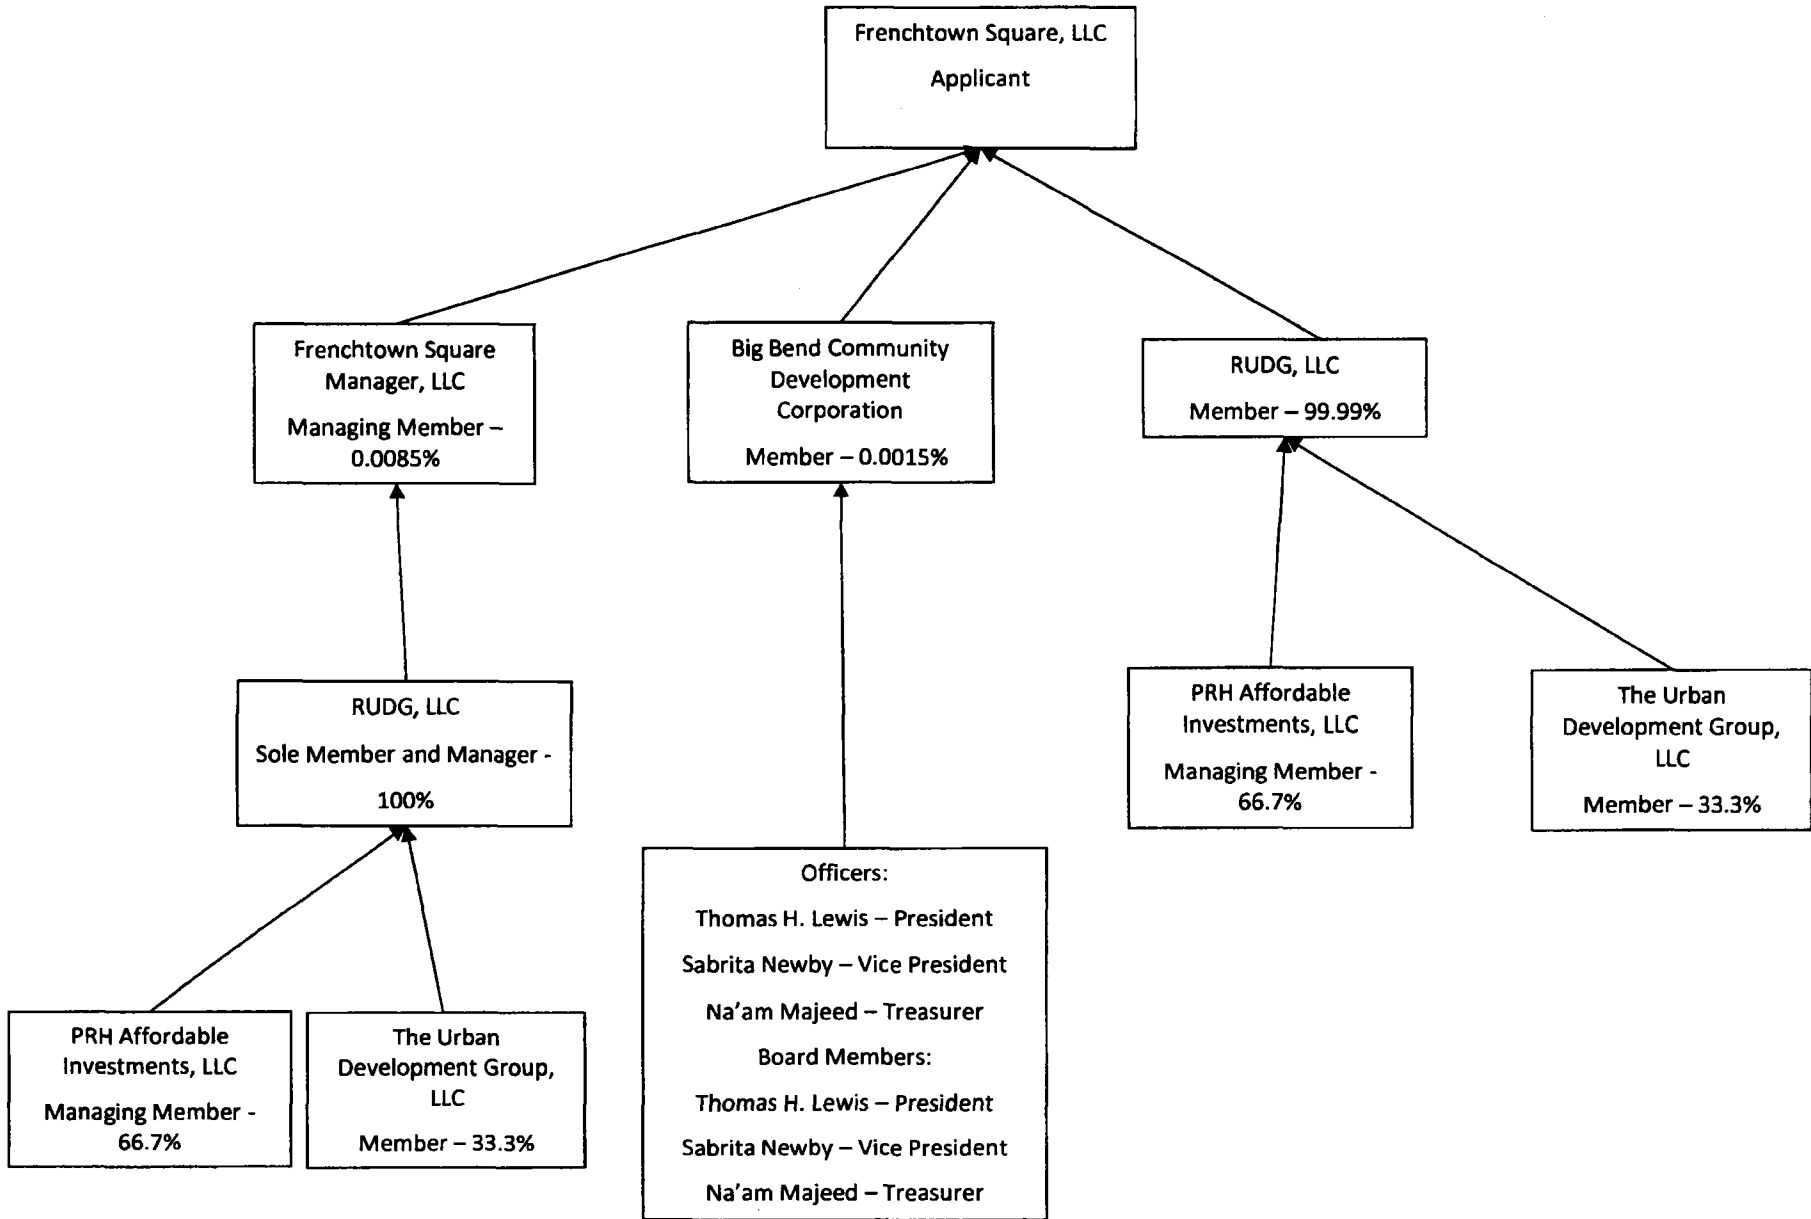 Frenchtown Square, LLC
Applicant
Frenchtown Square
Manager, LLC
Managing Member –
0.0085%
Big Bend Community
Development
Corporation
Member – 0.0015%
RUDG, LLC
Member – 99.99%
RUDG, LLC
Sole Member and Manager -
100%
PRH Affordable
Investments, LLC
Managing Member -
66.7%
The Urban
Development Group,
LLC
Member – 33.3%
PRH Affordable
Investments, LLC
Managing Member -
66.7%
The Urban
Development Group,
LLC
Member – 33.3%
Officers:
Thomas H. Lewis – President
Sabrita Newby – Vice President
Na’am Majeed – Treasurer
Board Members:
Thomas H. Lewis – President
Sabrita Newby – Vice President
Na’am Majeed – Treasurer